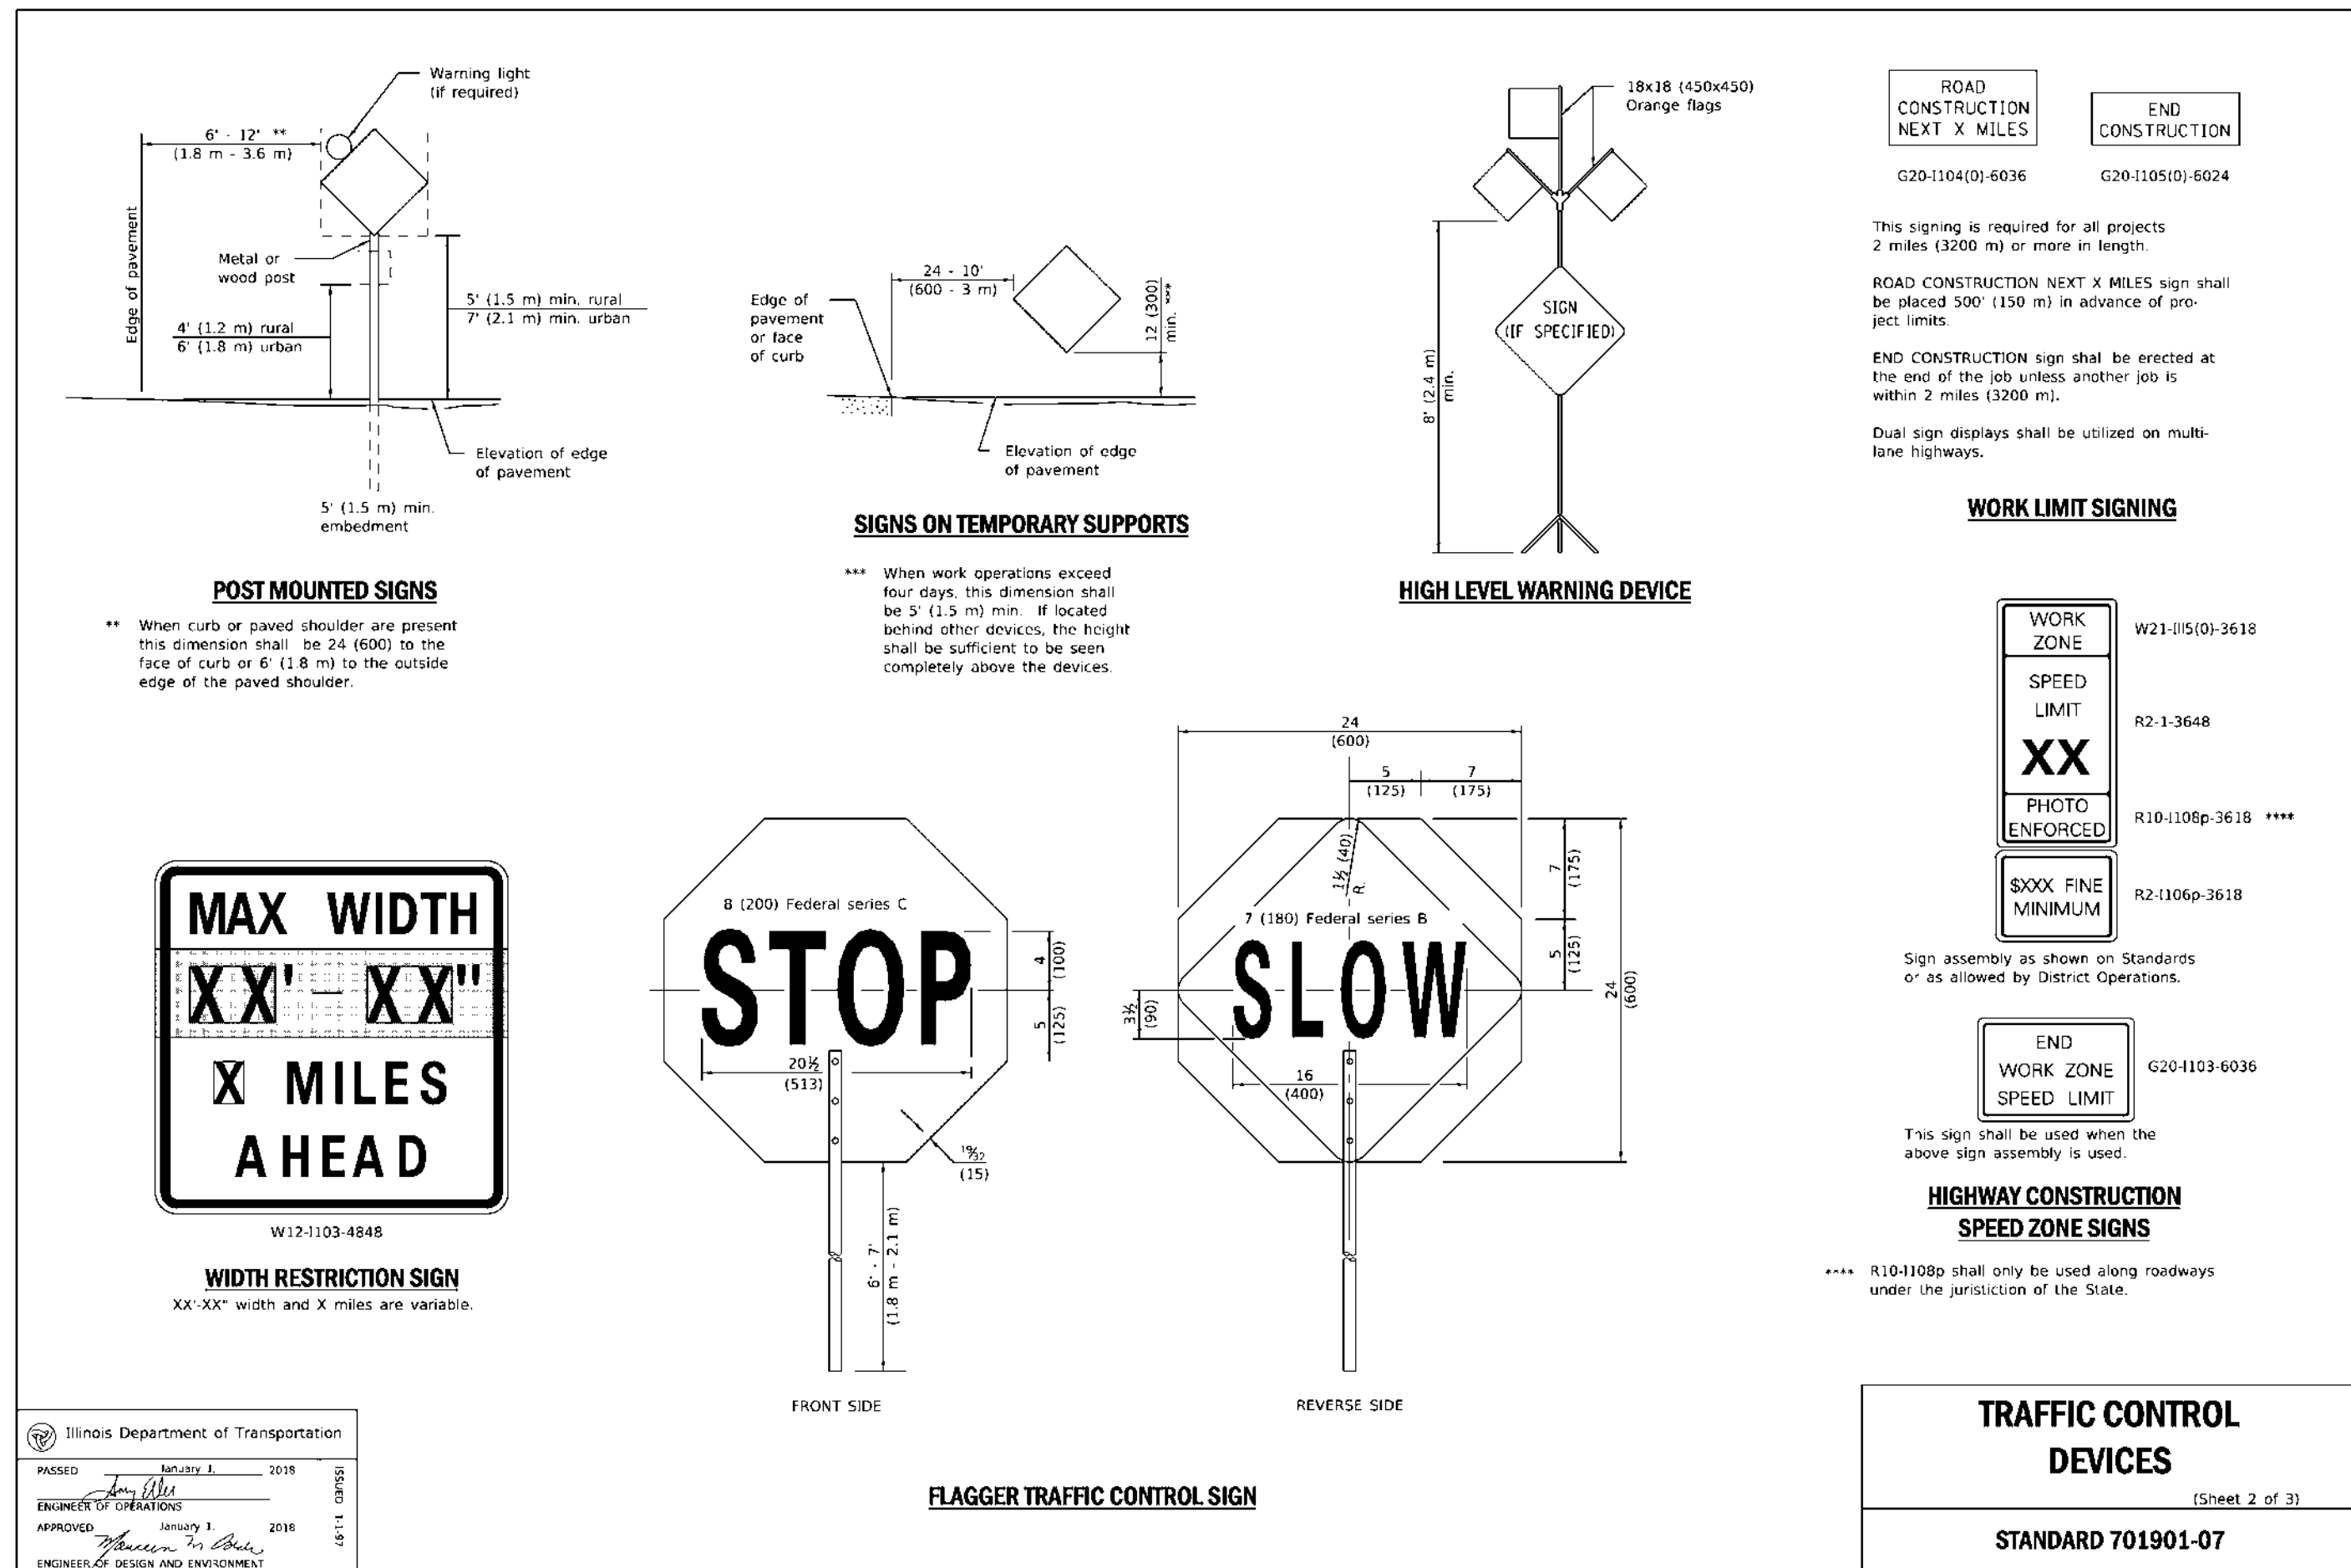 Warning light
(if required)
6' - 12' **
(1.8 m - 3.6 m)
Edge of pavement
Metal or
wood post
5' (1.5 m) min. rural
7' (2.1 m) min. urban
4' (1.2 m) rural
6' (1.8 m) urban
Elevation of edge
of pavement
5' (1.5 m) min.
embedment
POST MOUNTED SIGNS
** When curb or paved shoulder are present
this dimension shall be 24 (600) to the
face of curb or 6' (1.8 m) to the outside
edge of the paved shoulder.
24 - 10'
(600 - 3 m)
Edge of
pavement
or face
of curb
12 (300)
min. ***
Elevation of edge
of pavement
SIGNS ON TEMPORARY SUPPORTS
*** When work operations exceed
four days, this dimension shall
be 5' (1.5 m) min. If located
behind other devices, the height
shall be sufficient to be seen
completely above the devices.
18x18 (450x450)
Orange flags
SIGN
(IF SPECIFIED)
8' (2.4 m)
min.
HIGH LEVEL WARNING DEVICE
ROAD
CONSTRUCTION
NEXT X MILES
END
CONSTRUCTION
G20-I104(0)-6036
G20-I105(0)-6024
This signing is required for all projects
2 miles (3200 m) or more in length.
ROAD CONSTRUCTION NEXT X MILES sign shall
be placed 500' (150 m) in advance of pro-
ject limits.
END CONSTRUCTION sign shal be erected at
the end of the job unless another job is
within 2 miles (3200 m).
Dual sign displays shall be utilized on multi-
lane highways.
WORK LIMIT SIGNING
WORK
ZONE
W21-III5(0)-3618
SPEED
LIMIT
XX
R2-1-3648
PHOTO
ENFORCED
R10-I108p-3618 ****
$XXX FINE
MINIMUM
R2-I106p-3618
Sign assembly as shown on Standards
or as allowed by District Operations.
END
WORK ZONE
SPEED LIMIT
G20-I103-6036
This sign shall be used when the
above sign assembly is used.
HIGHWAY CONSTRUCTION
SPEED ZONE SIGNS
**** R10-I108p shall only be used along roadways
under the juristiction of the State.
MAX WIDTH
XX'-XX"
X MILES
AHEAD
W12-I103-4848
WIDTH RESTRICTION SIGN
XX'-XX" width and X miles are variable.
8 (200) Federal series C
STOP
4
(100)
5
(125)
20½
(513)
19/32
(15)
6' - 7'
(1.8 m - 2.1 m)
FRONT SIDE
24
(600)
5
(125)
7
(175)
1½ (40)
R.
7 (180) Federal series B
SLOW
7
(175)
5
(125)
24
(600)
3½
(90)
16
(400)
REVERSE SIDE
FLAGGER TRAFFIC CONTROL SIGN
Illinois Department of Transportation
PASSED January 1, 2018
ENGINEER OF OPERATIONS
APPROVED January 1, 2018
ENGINEER OF DESIGN AND ENVIRONMENT
ISSUED 1-1-97
TRAFFIC CONTROL
DEVICES
(Sheet 2 of 3)
STANDARD 701901-07